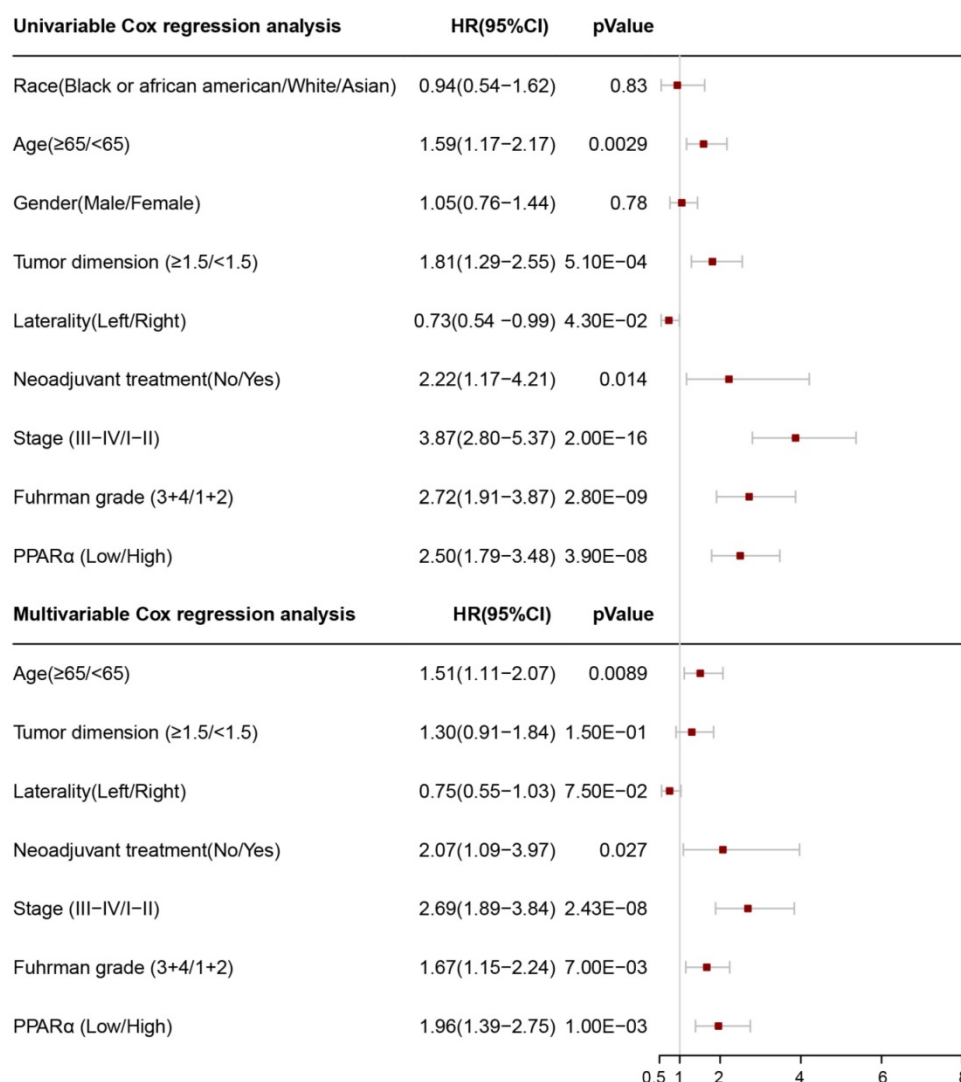 Univariable Cox regression analysis HR(95%CI) pValue
Race(Black or african american/White/Asian) 0.94(0.54−1.62) 0.83
Age(≥65/<65) 1.59(1.17−2.17) 0.0029
Gender(Male/Female) 1.05(0.76−1.44) 0.78
Tumor dimension (≥1.5/<1.5) 1.81(1.29−2.55) 5.10E−04
Laterality(Left/Right) 0.73(0.54 −0.99) 4.30E−02
Neoadjuvant treatment(No/Yes) 2.22(1.17−4.21) 0.014
Stage (III−IV/I−II) 3.87(2.80−5.37) 2.00E−16
Fuhrman grade (3+4/1+2) 2.72(1.91−3.87) 2.80E−09
PPARα (Low/High) 2.50(1.79−3.48) 3.90E−08
Multivariable Cox regression analysis HR(95%CI) pValue
Age(≥65/<65) 1.51(1.11−2.07) 0.0089
Tumor dimension (≥1.5/<1.5) 1.30(0.91−1.84) 1.50E−01
Laterality(Left/Right) 0.75(0.55−1.03) 7.50E−02
Neoadjuvant treatment(No/Yes) 2.07(1.09−3.97) 0.027
Stage (III−IV/I−II) 2.69(1.89−3.84) 2.43E−08
Fuhrman grade (3+4/1+2) 1.67(1.15−2.24) 7.00E−03
PPARα (Low/High) 1.96(1.39−2.75) 1.00E−03
0.5 1 2 4 6 8